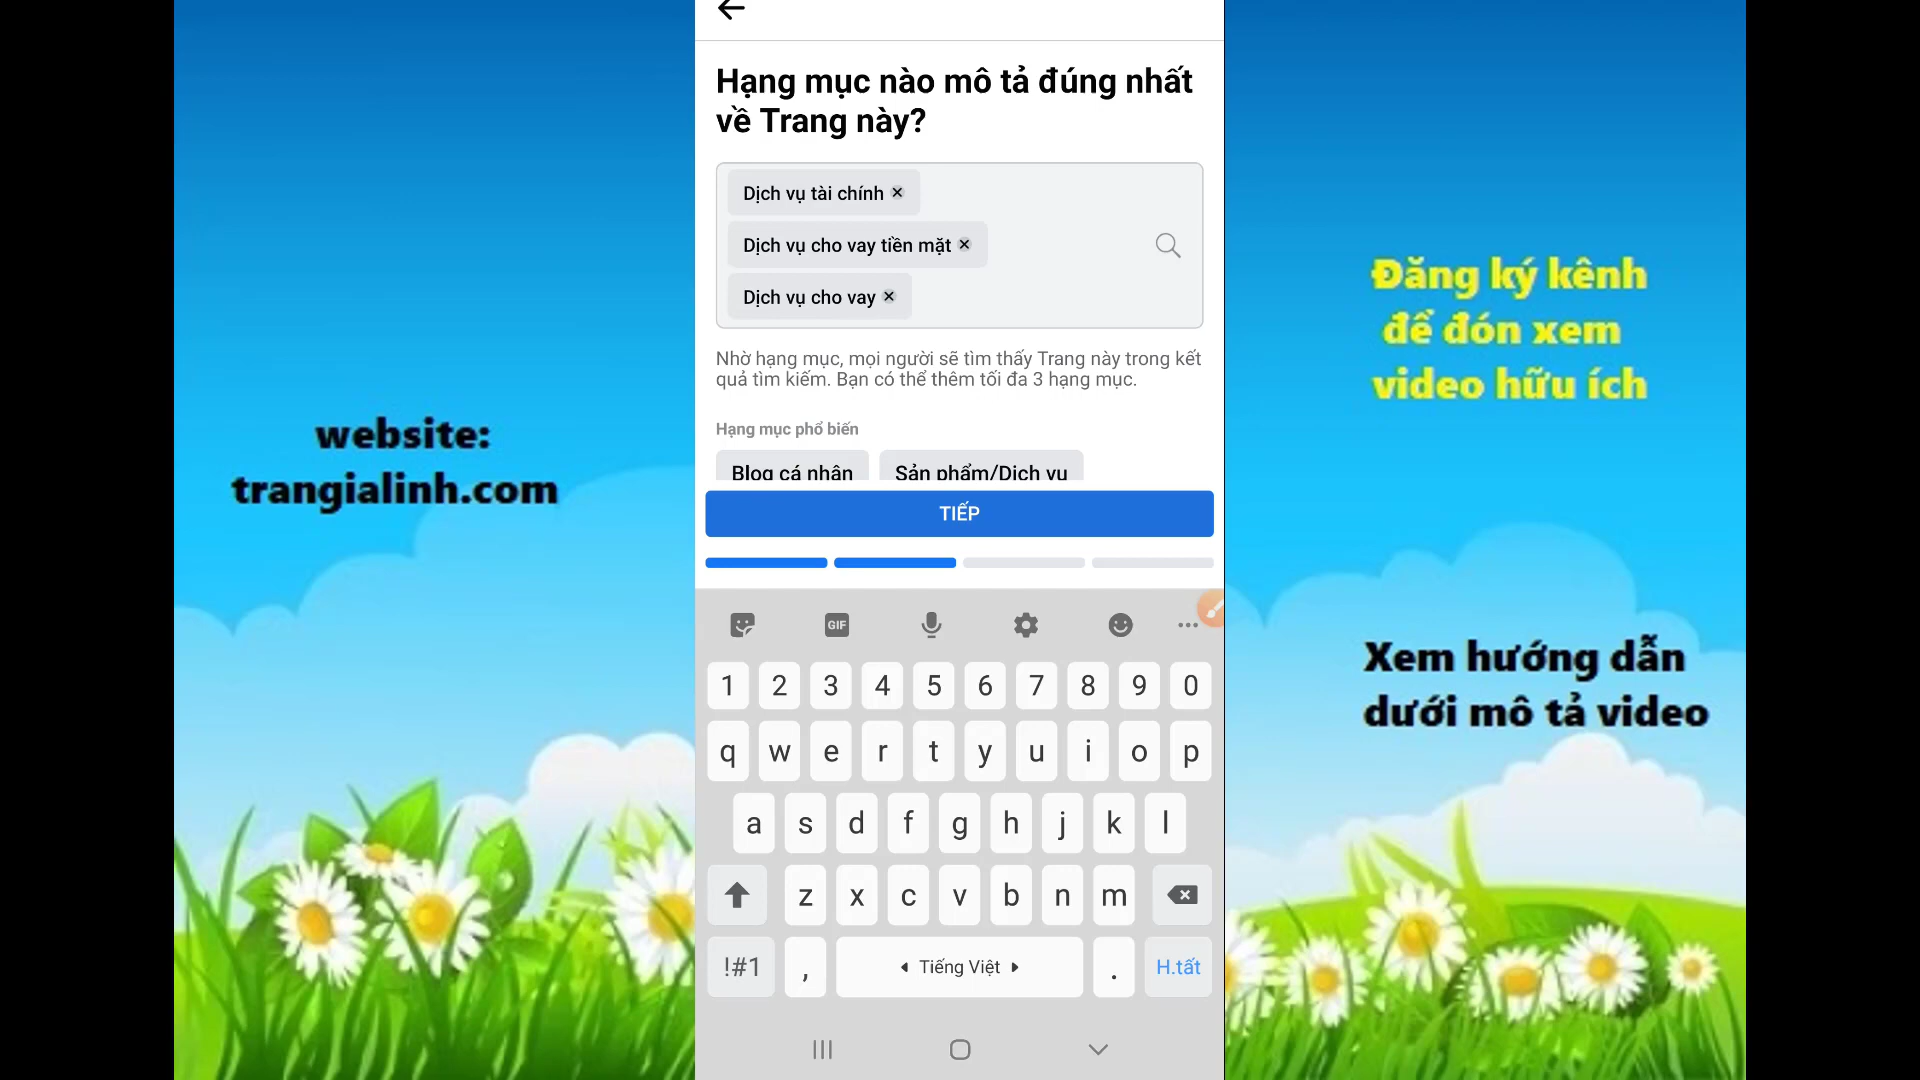 Hạng mục nào mô tả đúng nhất
về Trang này?
Dịch vụ tài chính ×
Dịch vụ cho vay tiền mặt ×
Dịch vụ cho vay ×
Nhờ hạng mục, mọi người sẽ tìm thấy Trang này trong kết
quả tìm kiếm. Bạn có thể thêm tối đa 3 hạng mục.
Hạng mục phổ biến
Blog cá nhân Sản phẩm/Dịch vụ
TIẾP
GIF
1 2 3 4 5 6 7 8 9 0
q w e r t y u i o p
a s d f g h j k l
z x c v b n m
!#1 , Tiếng Việt . H.tất
website:
trangialinh.com
Đăng ký kênh
để đón xem
video hữu ích
Xem hướng dẫn
dưới mô tả video